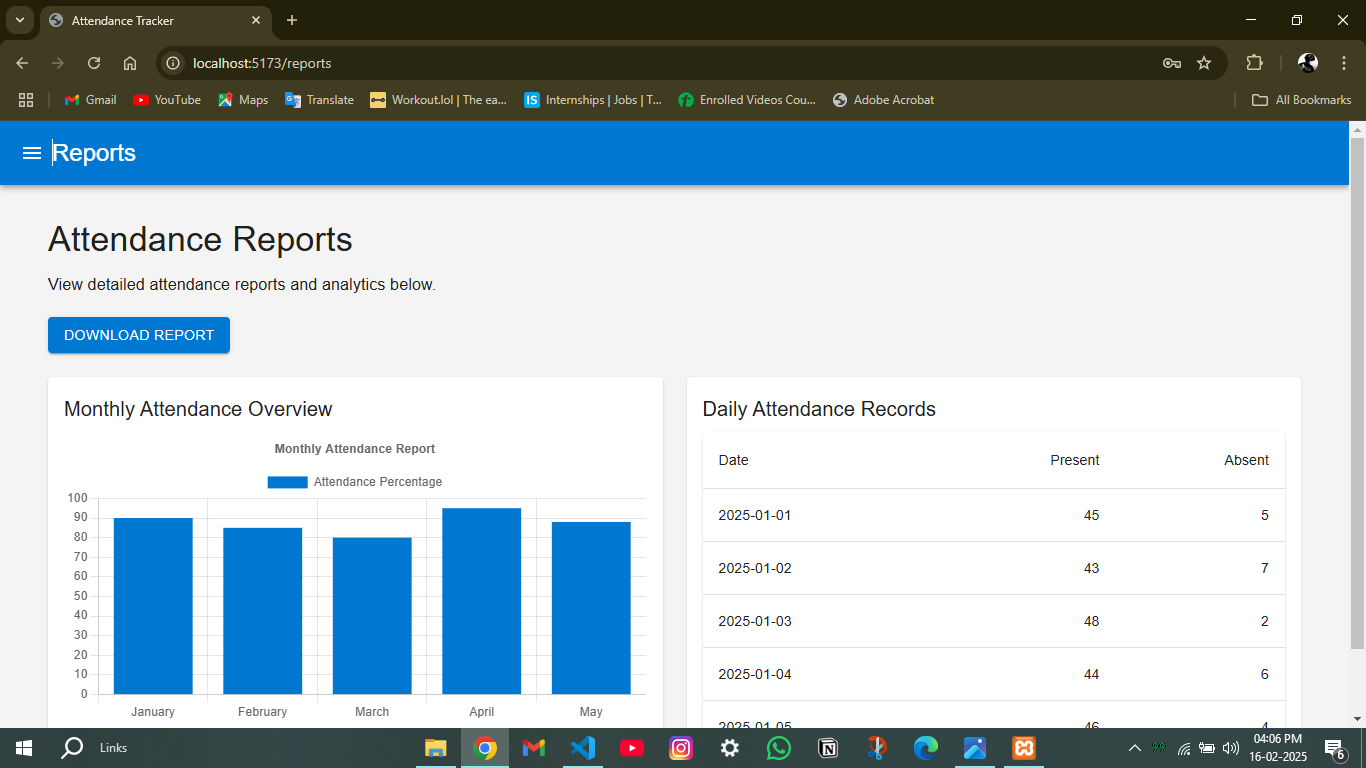 Attendance Tracker
localhost:5173/reports
Gmail YouTube Maps Translate Workout.lol | The ea... Internships | Jobs | T... Enrolled Videos Cou... Adobe Acrobat All Bookmarks
Reports
Attendance Reports
View detailed attendance reports and analytics below.
DOWNLOAD REPORT
Monthly Attendance Overview
Monthly Attendance Report
Attendance Percentage
100
90
80
70
60
50
40
30
20
10
0
January February March April May
Daily Attendance Records
Date Present Absent
2025-01-01 45 5
2025-01-02 43 7
2025-01-03 48 2
2025-01-04 44 6
2025-01-05 46 4
Links
04:06 PM
16-02-2025
6